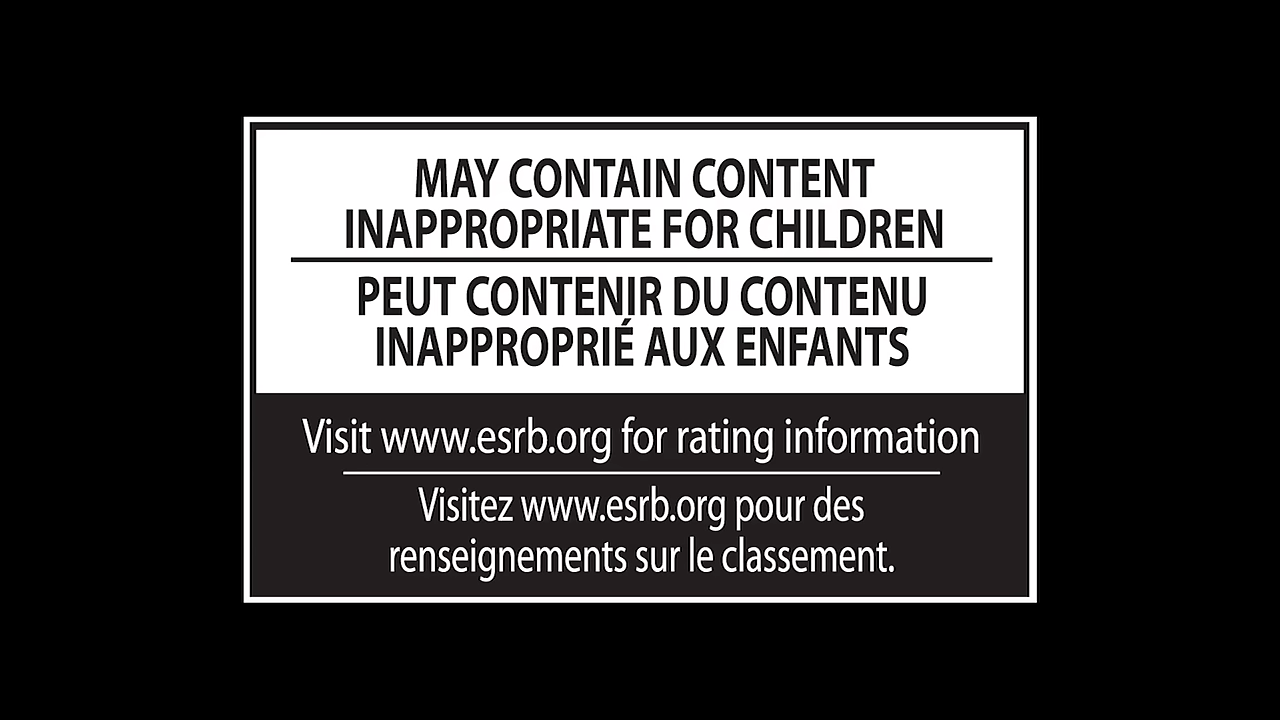 MAY CONTAIN CONTENT
INAPPROPRIATE FOR CHILDREN
PEUT CONTENIR DU CONTENU
INAPPROPRIÉ AUX ENFANTS
Visit www.esrb.org for rating information
Visitez www.esrb.org pour des
renseignements sur le classement.